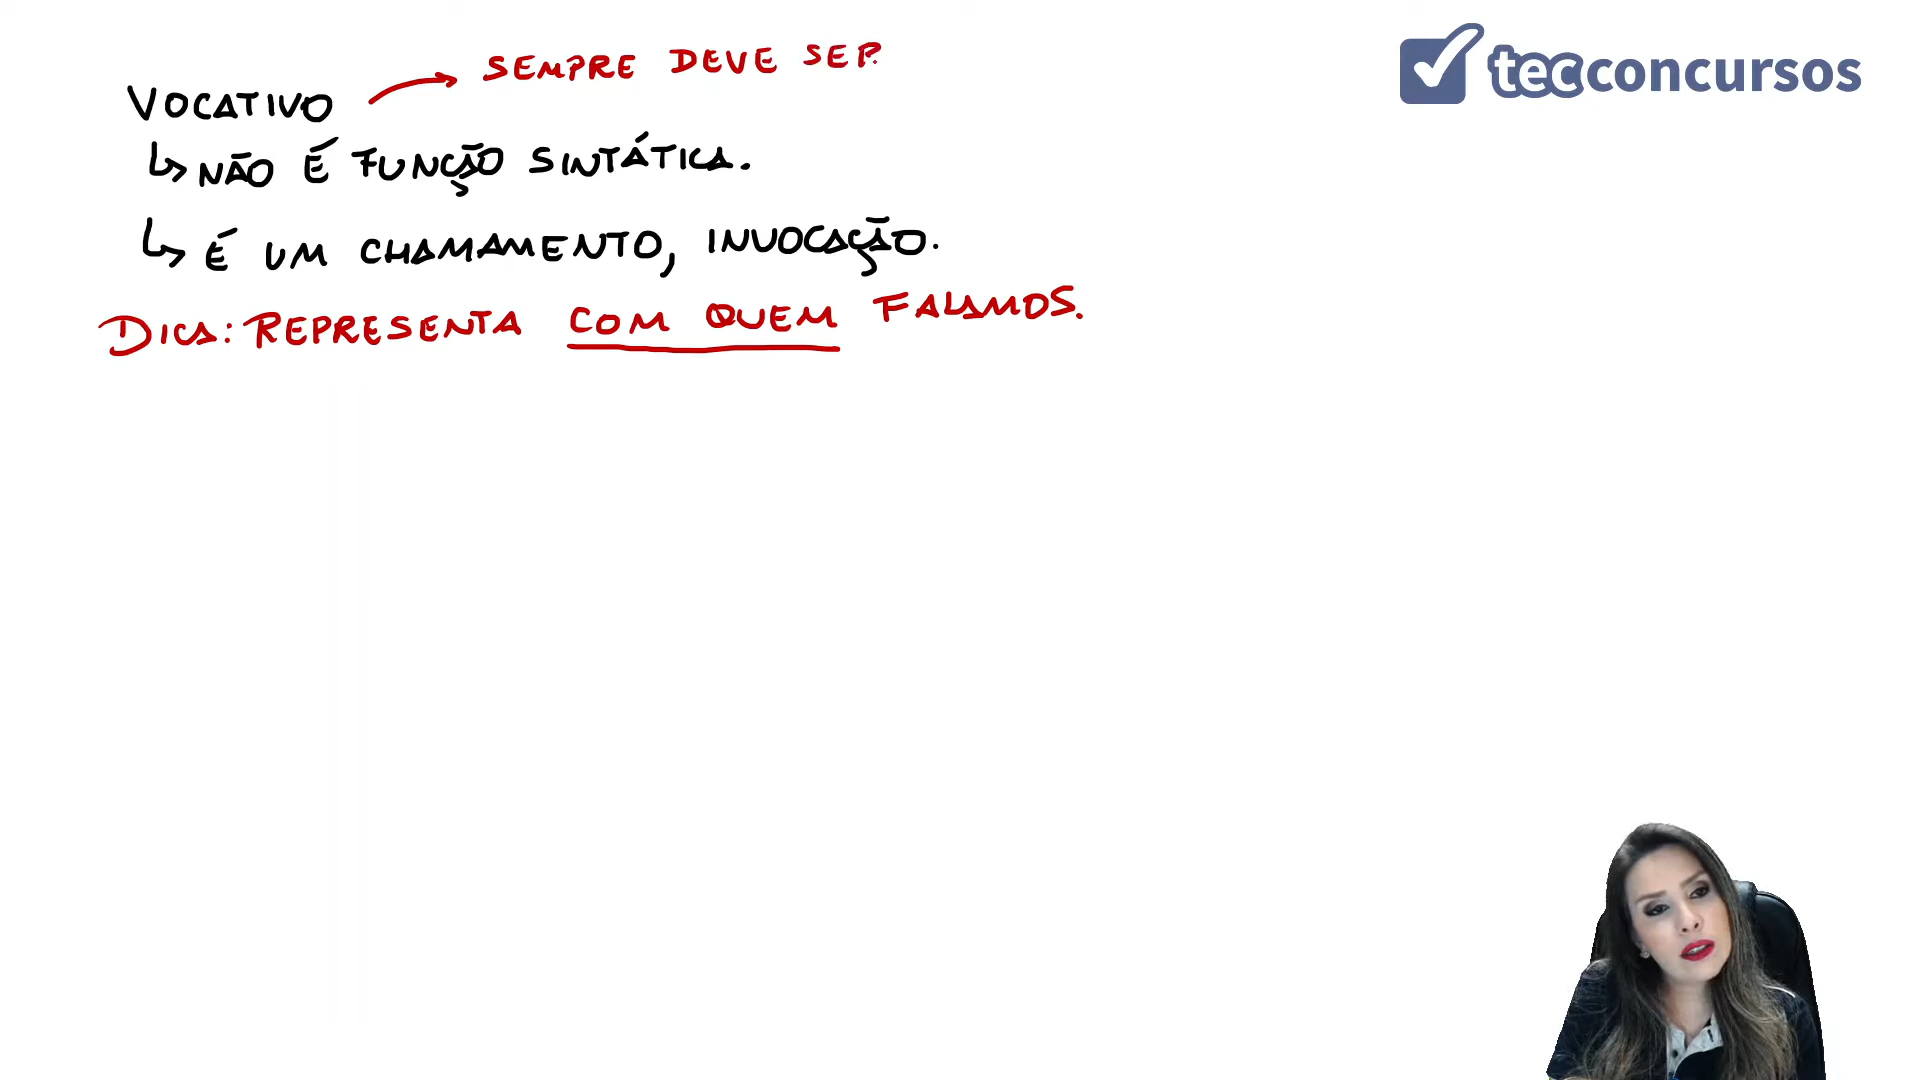 SEMPRE DEVE SER
tecconcursos
VOCATIVO
NÃO É FUNÇÃO SINTÁTICA.
É UM CHAMAMENTO, INVOCAÇÃO.
DICA: REPRESENTA COM QUEM FALAMOS.